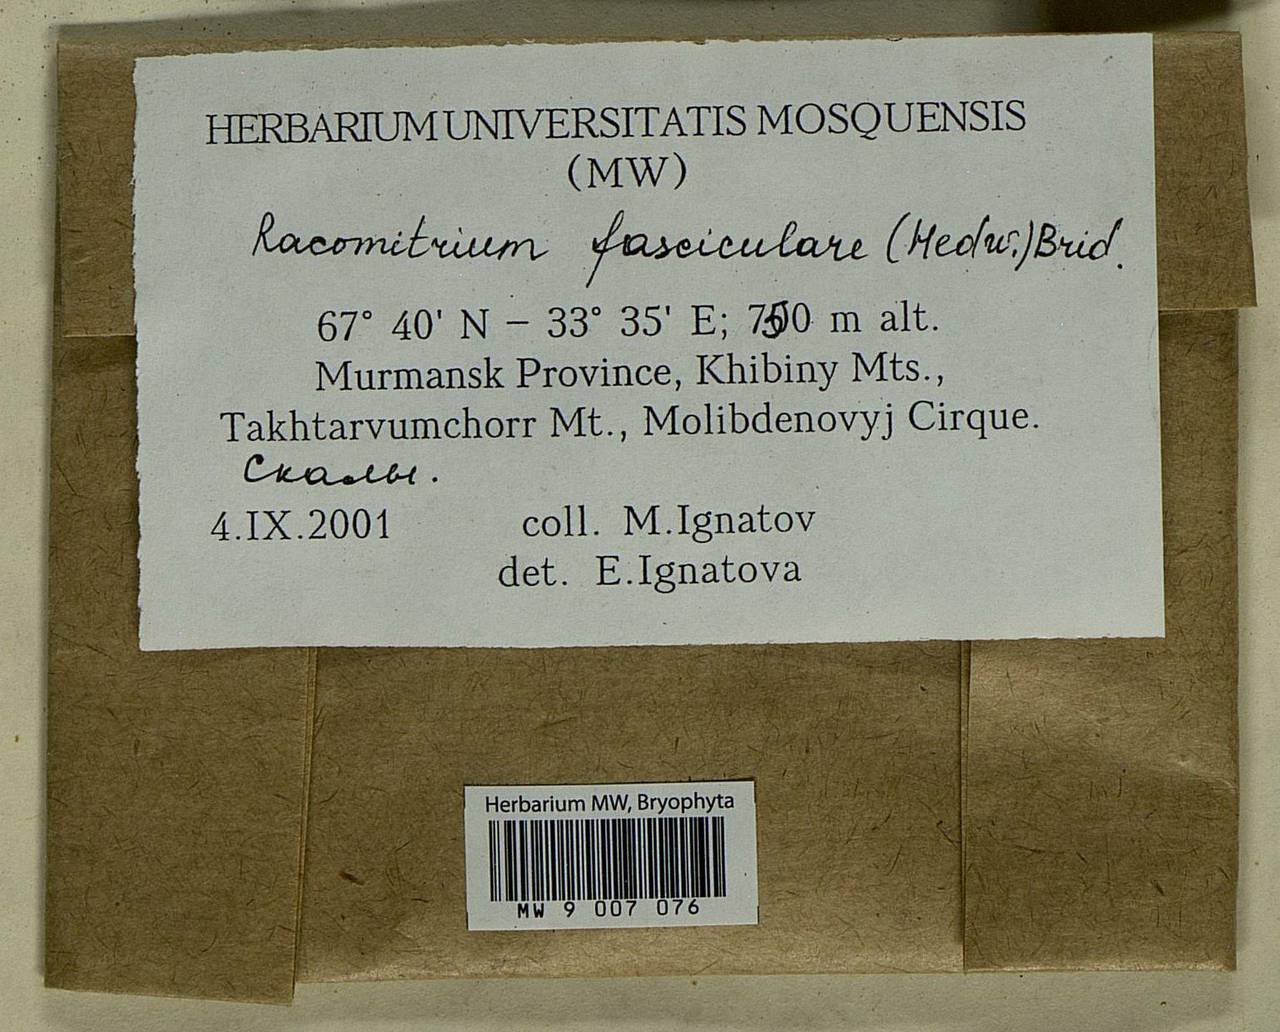 HERBARIUM UNIVERSITATIS MOSQUENSIS
(MW)
Racomitrium fasciculare (Hedw.) Brid.
67° 40' N – 33° 35' E; 750 m alt.
Murmansk Province, Khibiny Mts.,
Takhtarvumchorr Mt., Molibdenovyj Cirque.
Скалы.
4.IX.2001 coll. M.Ignatov
det. E.Ignatova
Herbarium MW, Bryophyta
MW 9 007 076